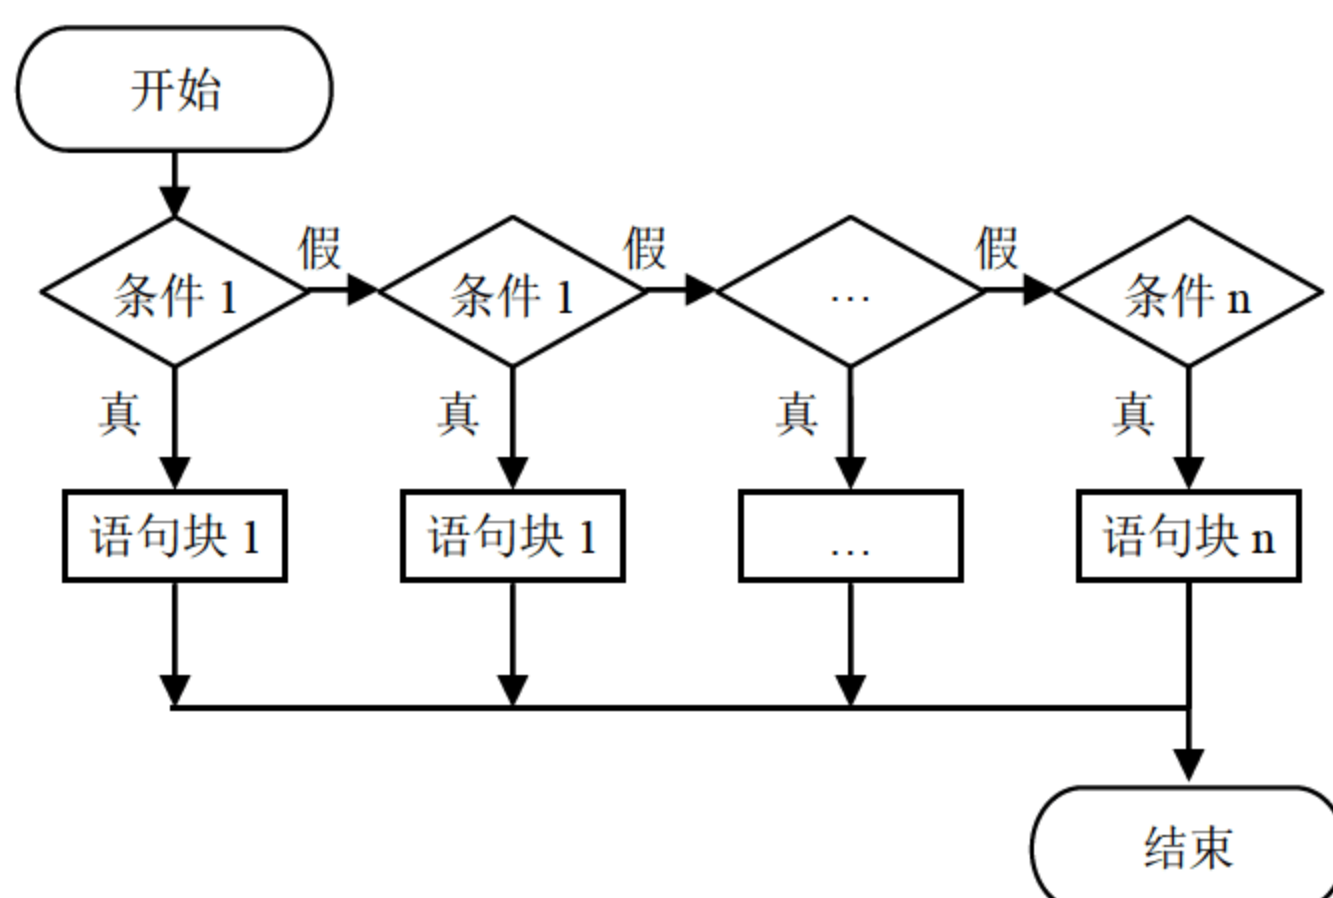 开始
假 假 假
条件 1 条件 1 … 条件 n
真 真 真 真
语句块 1 语句块 1 … 语句块 n
结束